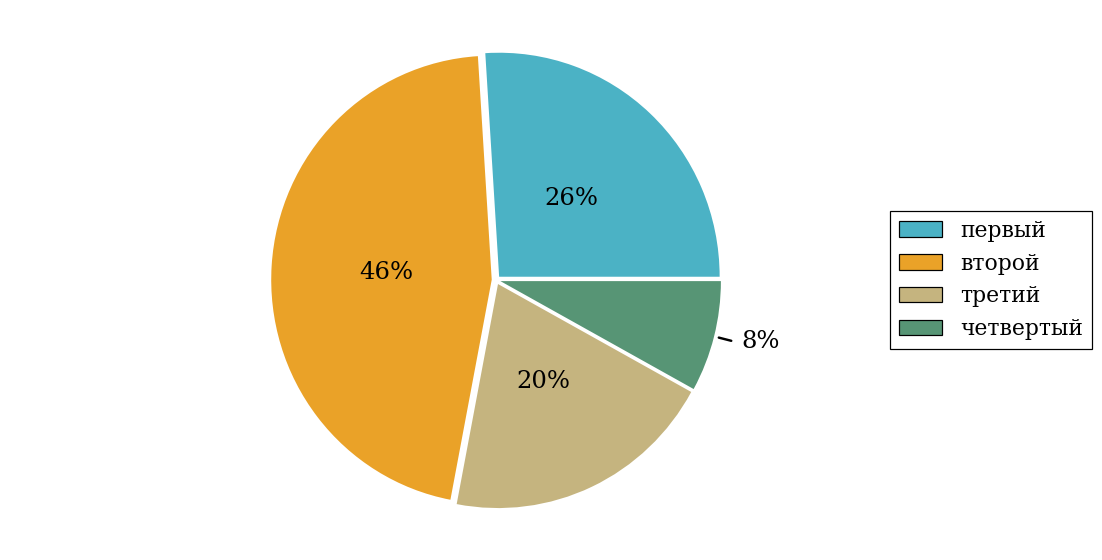 26%
46%
20%
8%
первый
второй
третий
четвертый